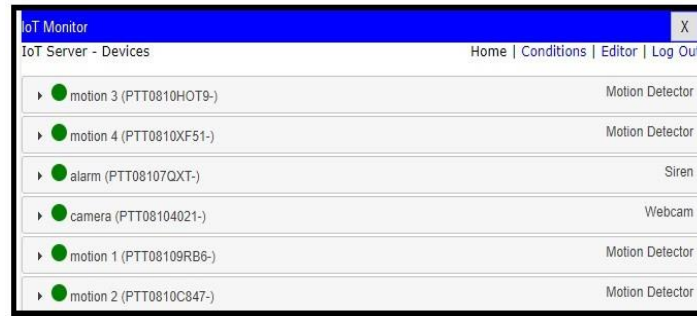 IoT Monitor X
IoT Server - Devices Home | Conditions | Editor | Log Out
motion 3 (PTT0810HOT9-) Motion Detector
motion 4 (PTT0810XF51-) Motion Detector
alarm (PTT08107QXT-) Siren
camera (PTT08104021-) Webcam
motion 1 (PTT08109RB6-) Motion Detector
motion 2 (PTT0810C847-) Motion Detector